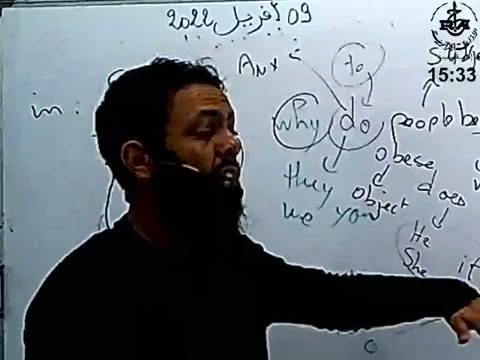 09 أفريل 2022
15:33
in :
Aux
to
why do people be
they obese
we you object does
He
She it